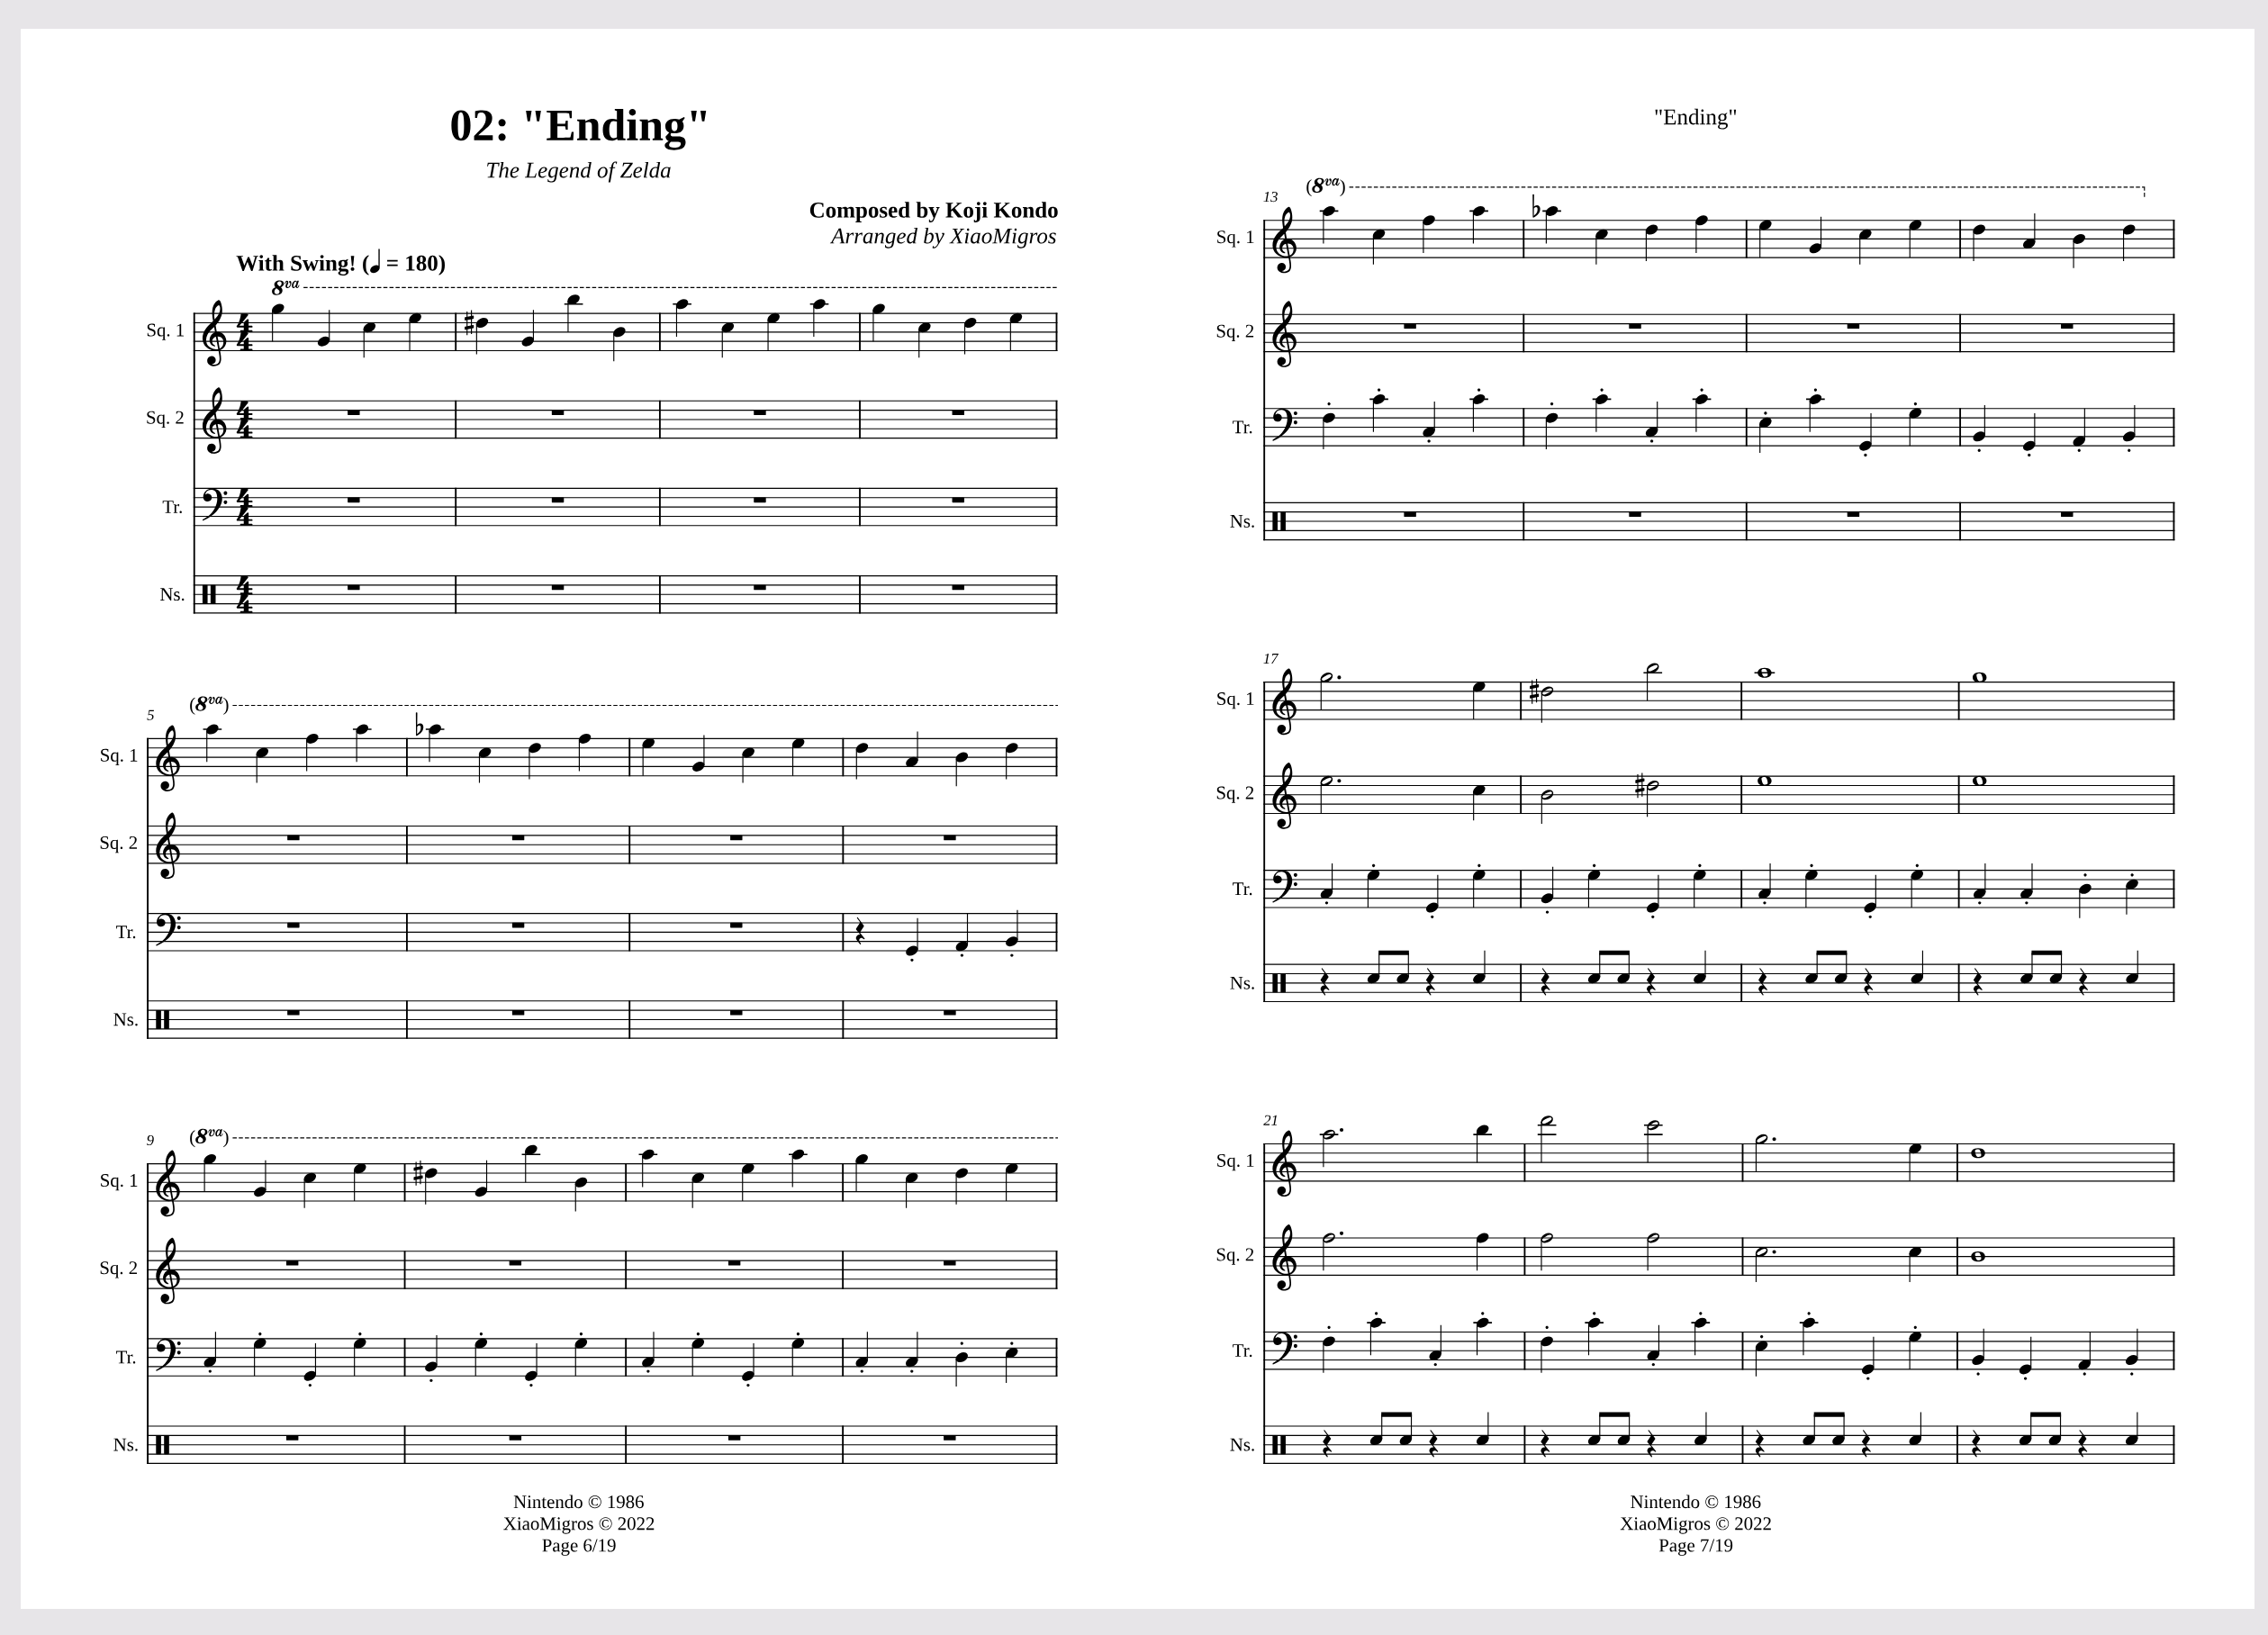 02: "Ending"
The Legend of Zelda
Composed by Koji Kondo
Arranged by XiaoMigros
With Swing! (♩ = 180)
8va
Sq. 1
Sq. 2
Tr.
Ns.
5
(8va)
Sq. 1
Sq. 2
Tr.
Ns.
9
(8va)
Sq. 1
Sq. 2
Tr.
Ns.
Nintendo © 1986
XiaoMigros © 2022
Page 6/19
"Ending"
13
(8va)
Sq. 1
Sq. 2
Tr.
Ns.
17
Sq. 1
Sq. 2
Tr.
Ns.
21
Sq. 1
Sq. 2
Tr.
Ns.
Nintendo © 1986
XiaoMigros © 2022
Page 7/19